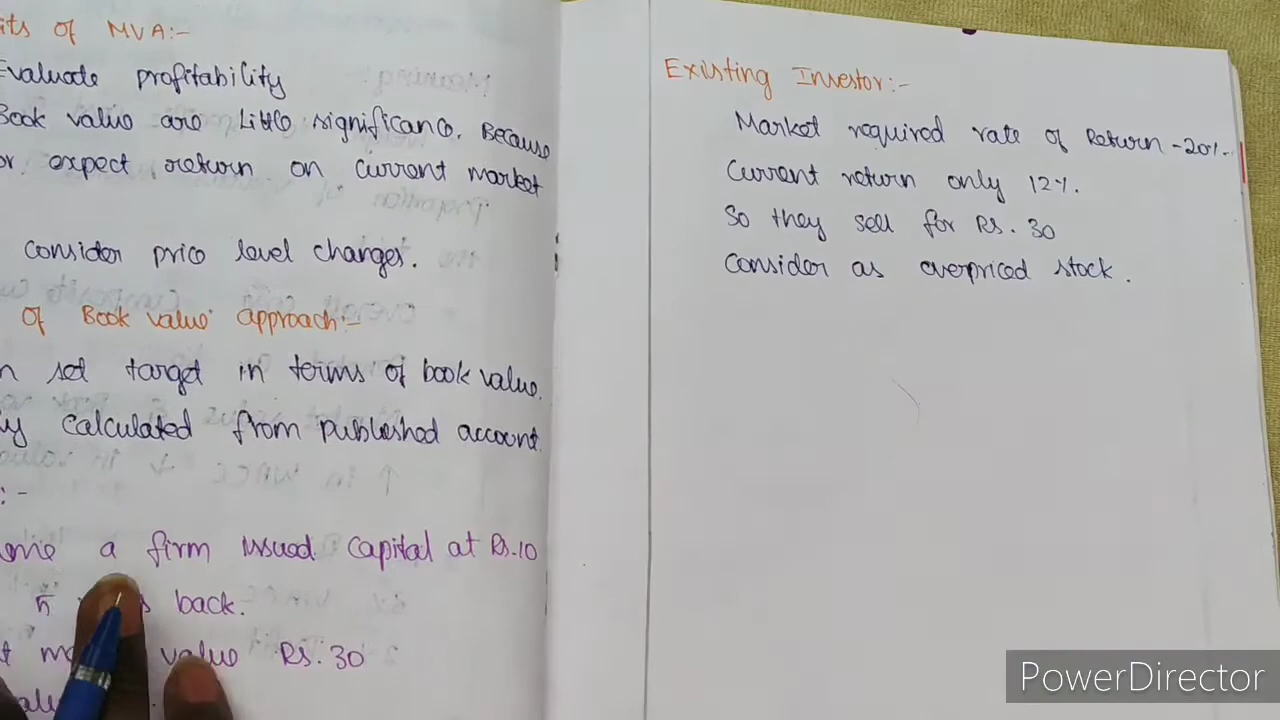 its of MVA:-
Evaluate profitability
Book value are Little significance. Because
or expect return on current market
consider price level changes.
of Book value approach:-
n set target in terms of book value.
ly calculated from published account.
:-
ome a firm issued capital at Rs.10
back.
value Rs. 30
Existing Investor:-
Market required rate of Return -20%.
Current return only 12%.
So they sell for Rs. 30
Consider as overpriced stock.
PowerDirector